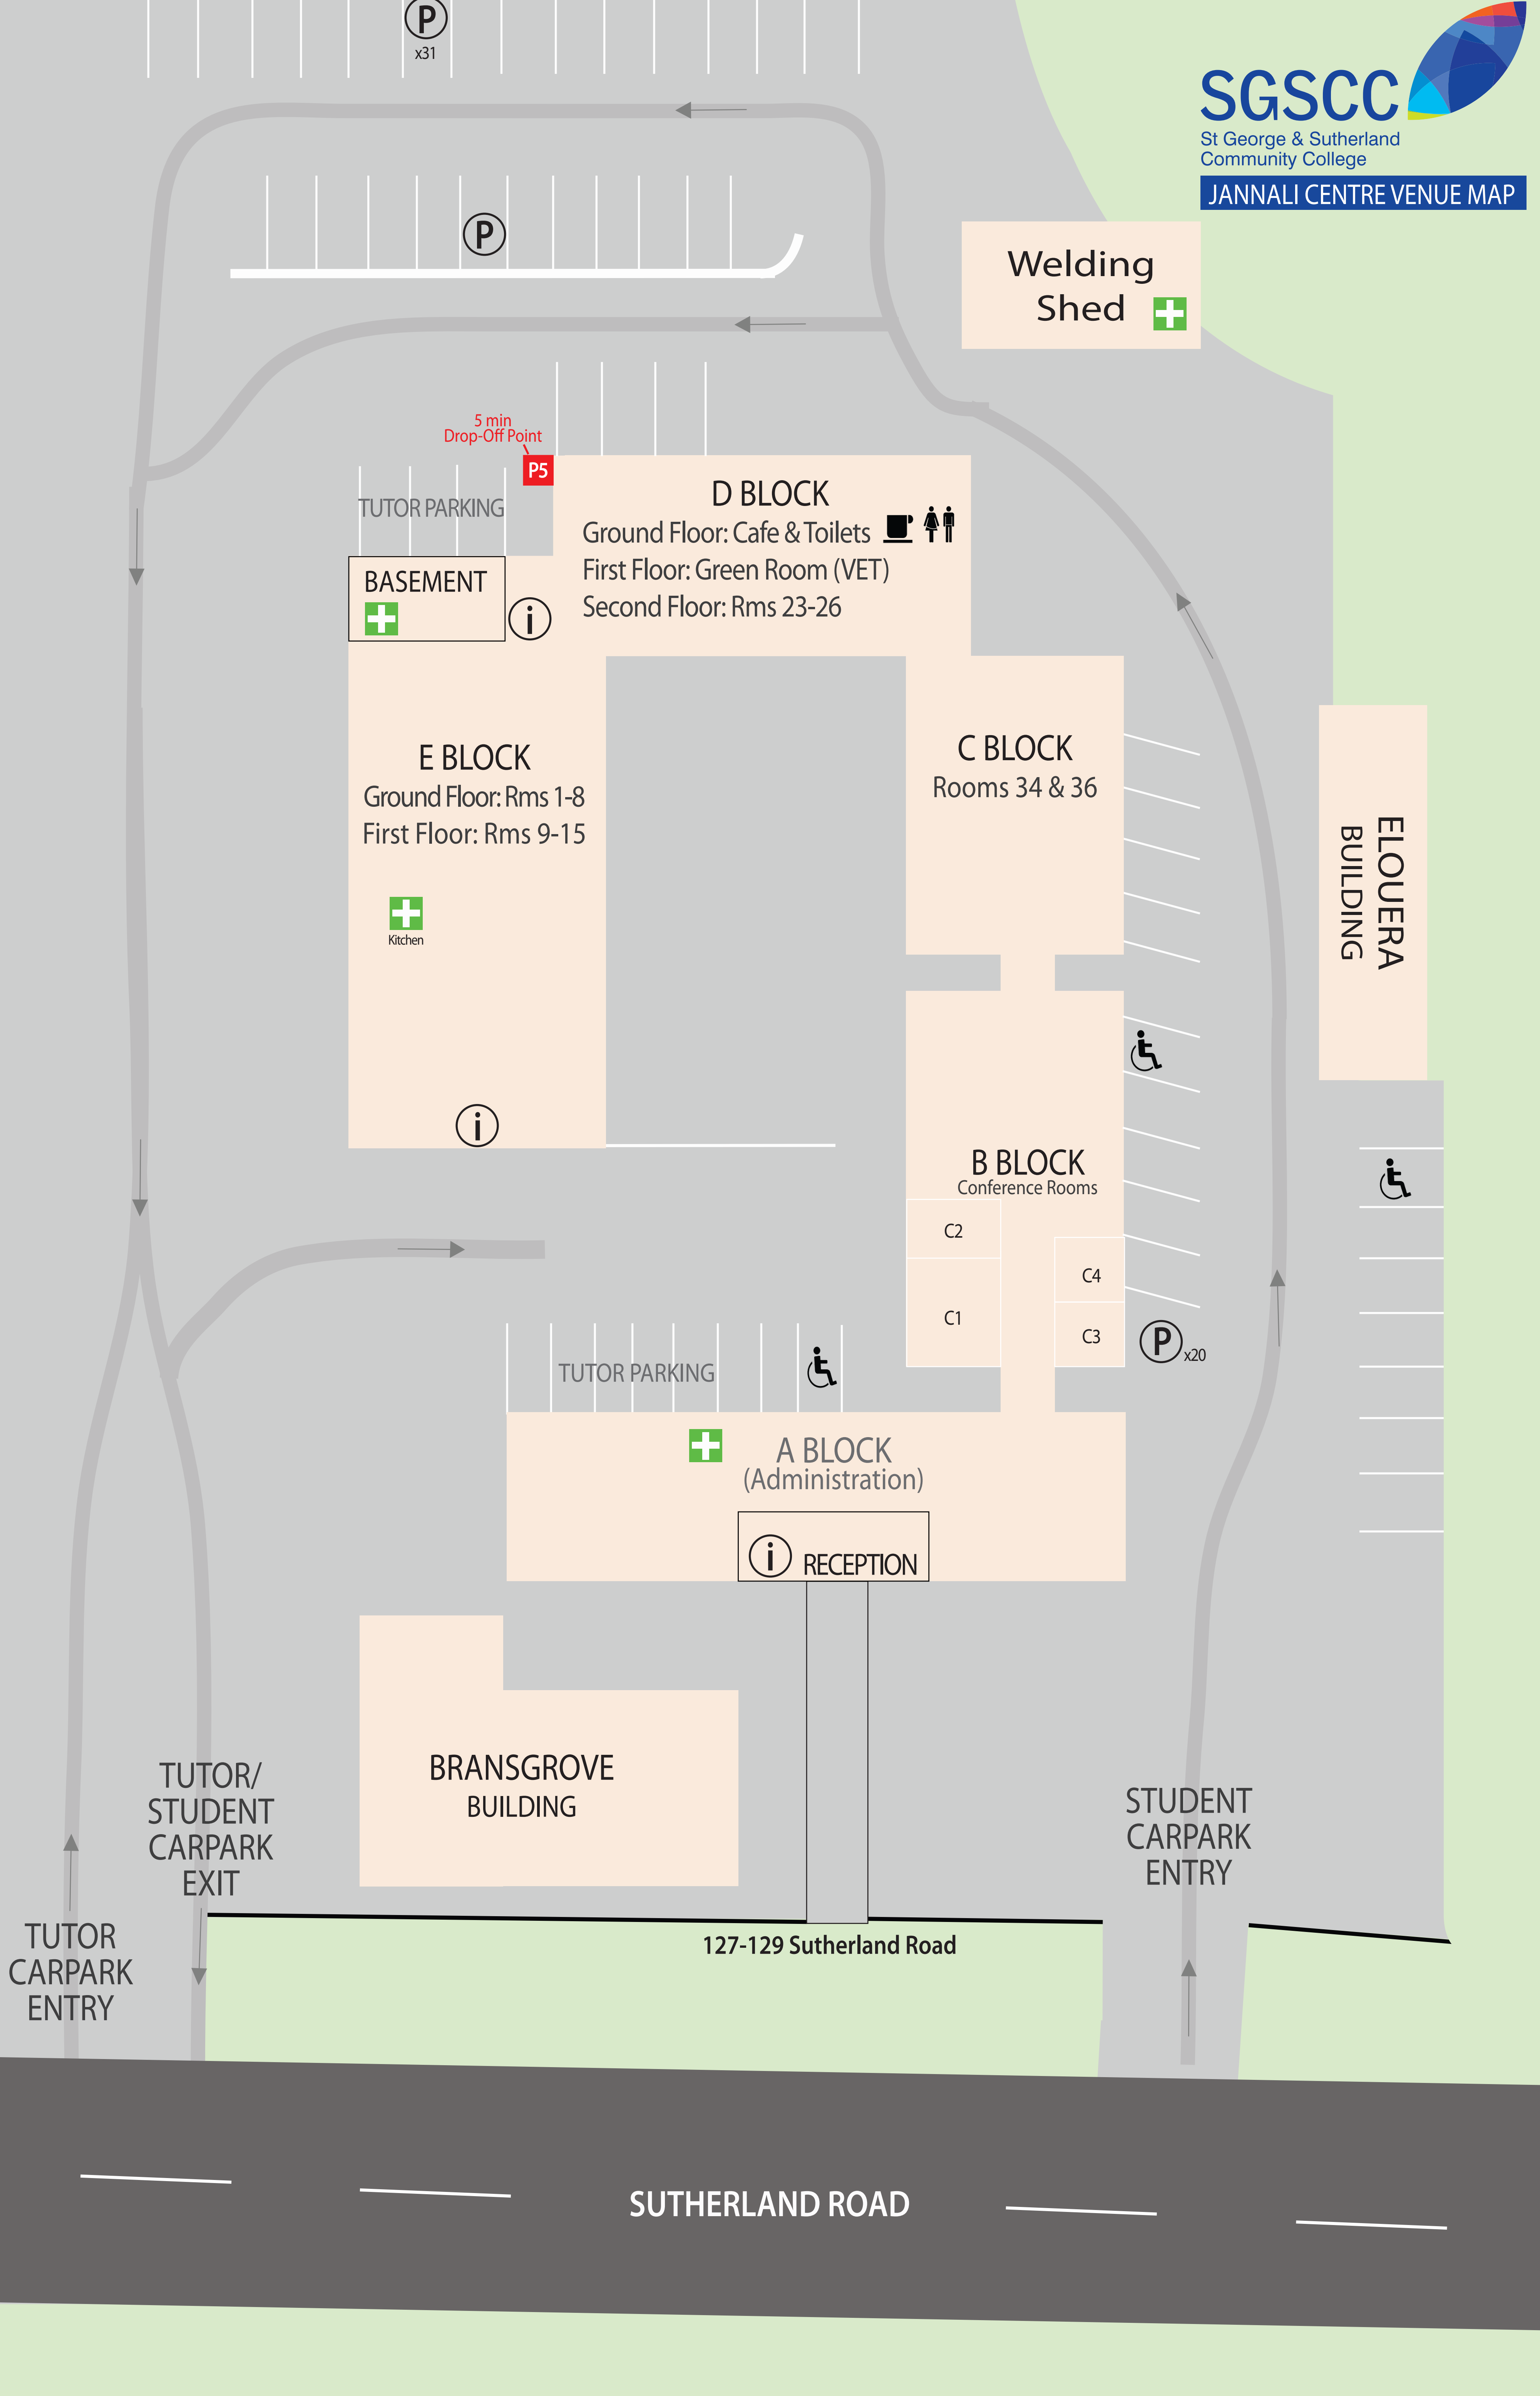 P
x31
SGSCC
St George & Sutherland
Community College
JANNALI CENTRE VENUE MAP
P
Welding
Shed
5 min
Drop-Off Point
P5
TUTOR PARKING
D BLOCK
Ground Floor: Cafe & Toilets
First Floor: Green Room (VET)
Second Floor: Rms 23-26
BASEMENT
i
E BLOCK
Ground Floor: Rms 1-8
First Floor: Rms 9-15
Kitchen
i
C BLOCK
Rooms 34 & 36
ELOUERA
BUILDING
B BLOCK
Conference Rooms
C2
C1
C4
C3
P x20
TUTOR PARKING
A BLOCK
(Administration)
i RECEPTION
BRANSGROVE
BUILDING
TUTOR/
STUDENT
CARPARK
EXIT
STUDENT
CARPARK
ENTRY
TUTOR
CARPARK
ENTRY
127-129 Sutherland Road
SUTHERLAND ROAD